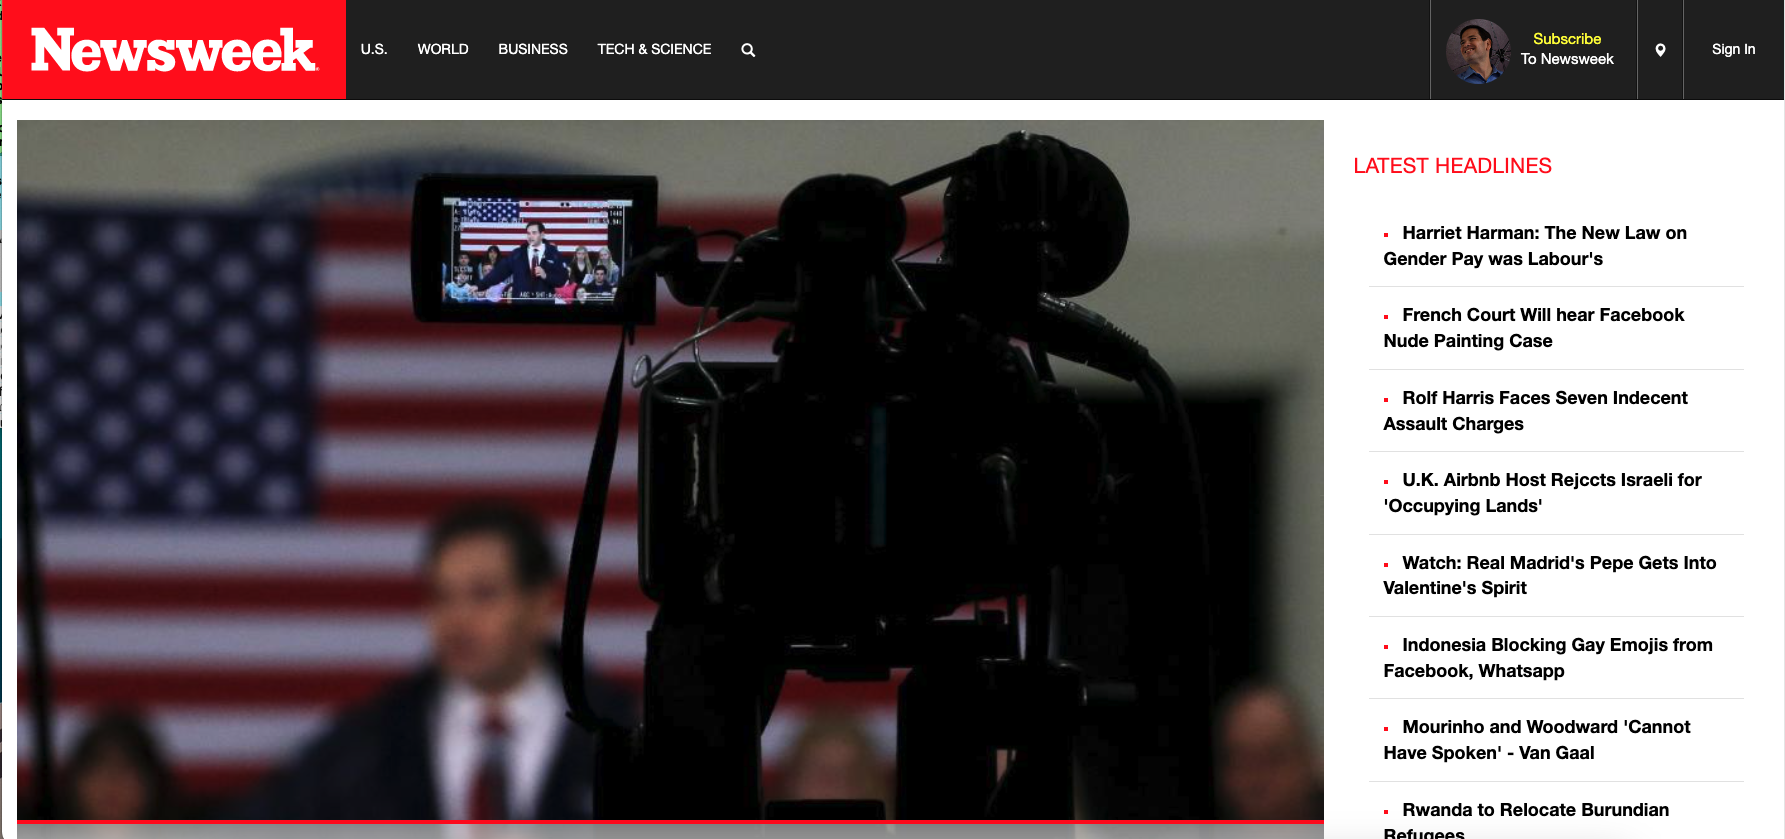 Newsweek
U.S.
WORLD
BUSINESS
TECH & SCIENCE
Subscribe
To Newsweek
Sign In
LATEST HEADLINES
Harriet Harman: The New Law on
Gender Pay was Labour's
French Court Will hear Facebook
Nude Painting Case
Rolf Harris Faces Seven Indecent
Assault Charges
U.K. Airbnb Host Rejccts Israeli for
'Occupying Lands'
Watch: Real Madrid's Pepe Gets Into
Valentine's Spirit
Indonesia Blocking Gay Emojis from
Facebook, Whatsapp
Mourinho and Woodward 'Cannot
Have Spoken' - Van Gaal
Rwanda to Relocate Burundian
Refugees